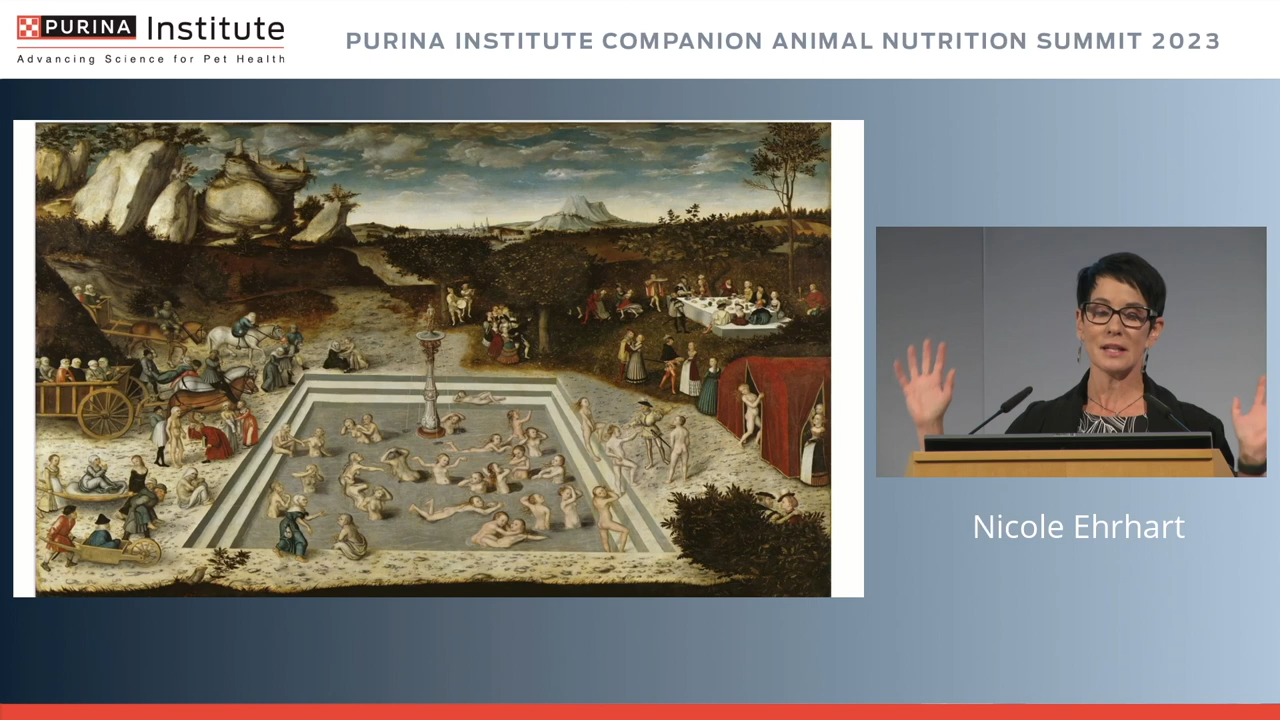 PURINA Institute
Advancing Science for Pet Health
PURINA INSTITUTE COMPANION ANIMAL NUTRITION SUMMIT 2023
Nicole Ehrhart